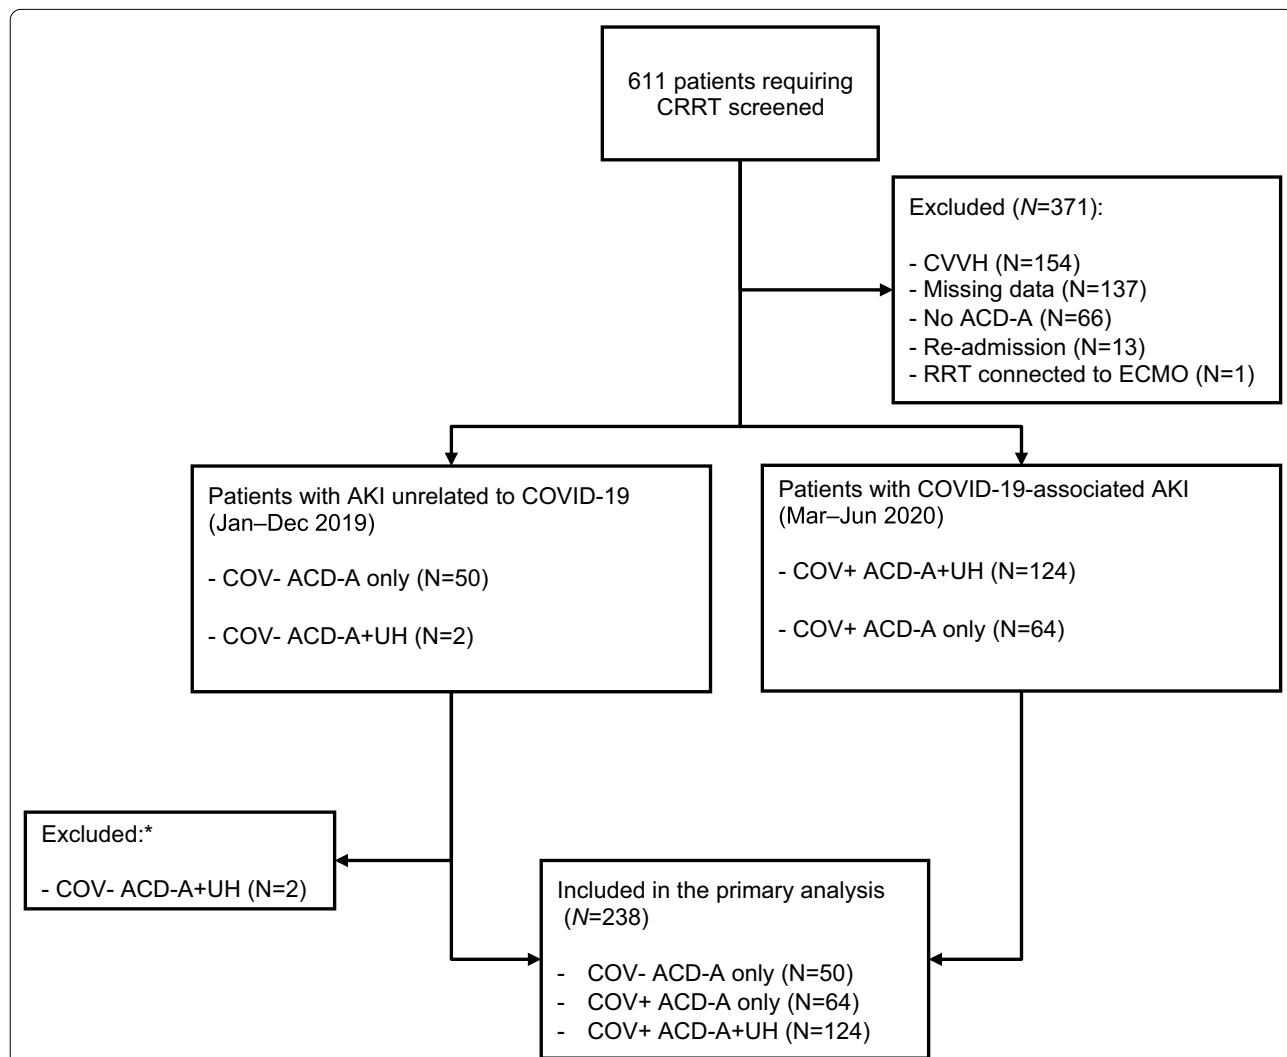 611 patients requiring
CRRT screened
Excluded (N=371):
- CVVH (N=154)
- Missing data (N=137)
- No ACD-A (N=66)
- Re-admission (N=13)
- RRT connected to ECMO (N=1)
Patients with AKI unrelated to COVID-19
(Jan–Dec 2019)
- COV- ACD-A only (N=50)
- COV- ACD-A+UH (N=2)
Patients with COVID-19-associated AKI
(Mar–Jun 2020)
- COV+ ACD-A+UH (N=124)
- COV+ ACD-A only (N=64)
Excluded:*
- COV- ACD-A+UH (N=2)
Included in the primary analysis
(N=238)
- COV- ACD-A only (N=50)
- COV+ ACD-A only (N=64)
- COV+ ACD-A+UH (N=124)